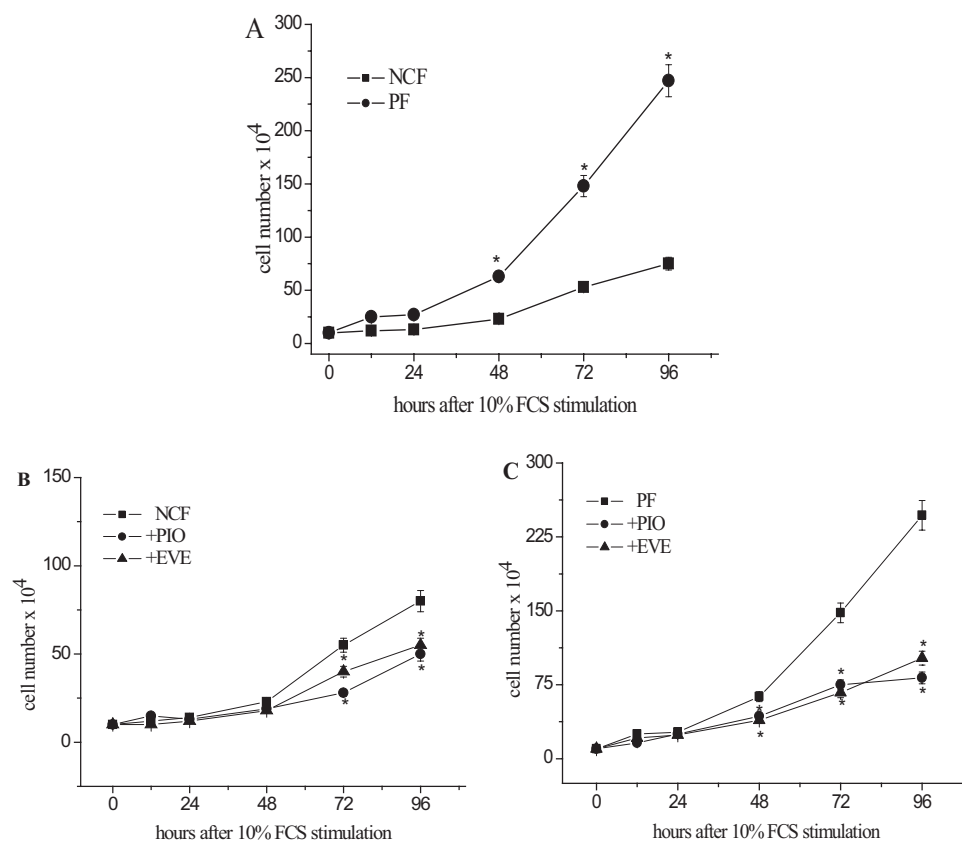 A
300
250
200
150
100
50
0
cell number x 10^4
NCF
PF
*
*
*
0 24 48 72 96
hours after 10% FCS stimulation
B
150
100
50
0
cell number x 10^4
NCF
+PIO
+EVE
* *
* *
0 24 48 72 96
hours after 10% FCS stimulation
C
300
225
150
75
0
cell number x 10^4
PF
+PIO
+EVE
* * *
* * *
0 24 48 72 96
hours after 10% FCS stimulation